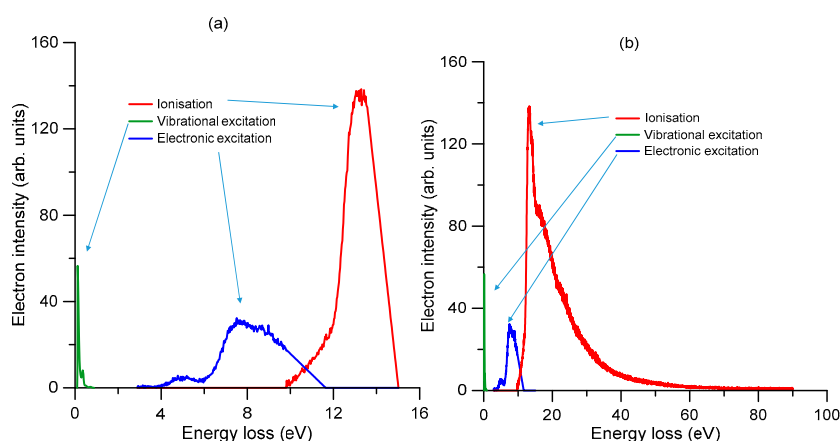 (a)
160
120
80
40
0
Electron intensity (arb. units)
Ionisation
Vibrational excitation
Electronic excitation
0
4
8
12
16
Energy loss (eV)
(b)
160
120
80
40
0
Electron intensity (arb. units)
Ionisation
Vibrational excitation
Electronic excitation
0
20
40
60
80
100
Energy loss (eV)